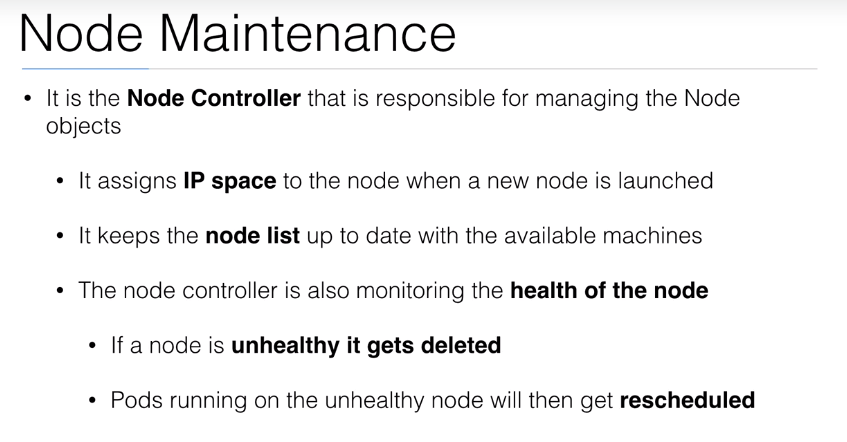 Node Maintenance
• It is the Node Controller that is responsible for managing the Node
objects
• It assigns IP space to the node when a new node is launched
• It keeps the node list up to date with the available machines
• The node controller is also monitoring the health of the node
• If a node is unhealthy it gets deleted
• Pods running on the unhealthy node will then get rescheduled